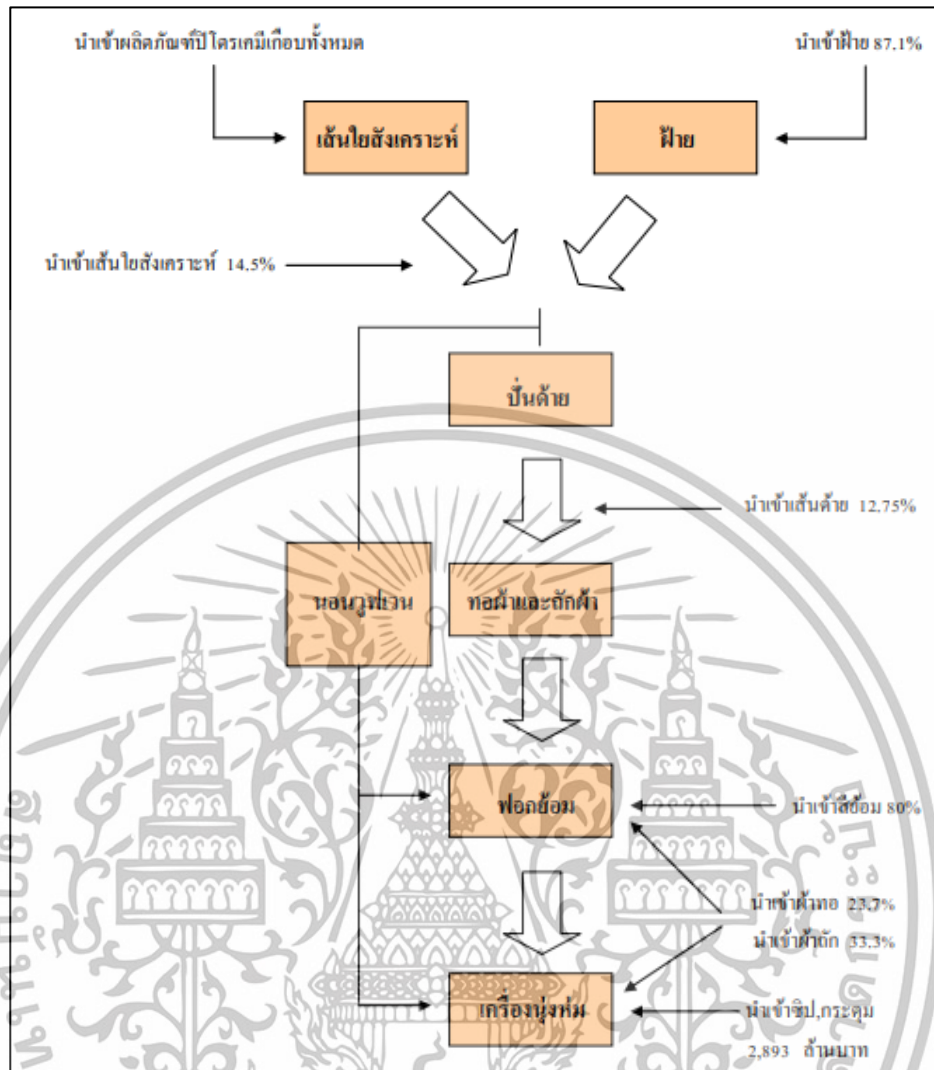 นำเข้าผลิตภัณฑ์ปิโตรเคมีเกือบทั้งหมด
นำเข้าฝ้าย 87.1%
เส้นใยสังเคราะห์
ฝ้าย
นำเข้าเส้นใยสังเคราะห์ 14.5%
ปั่นด้าย
นำเข้าเส้นด้าย 12.75%
นอนวูฟเวน
ทอผ้าและถักผ้า
ฟอกย้อม
นำเข้าสีย้อม 80%
นำเข้าผ้าทอ 23.7%
นำเข้าผ้าถัก 33.3%
เครื่องนุ่งห่ม
นำเข้าซิป,กระดุม
2,893 ล้านบาท